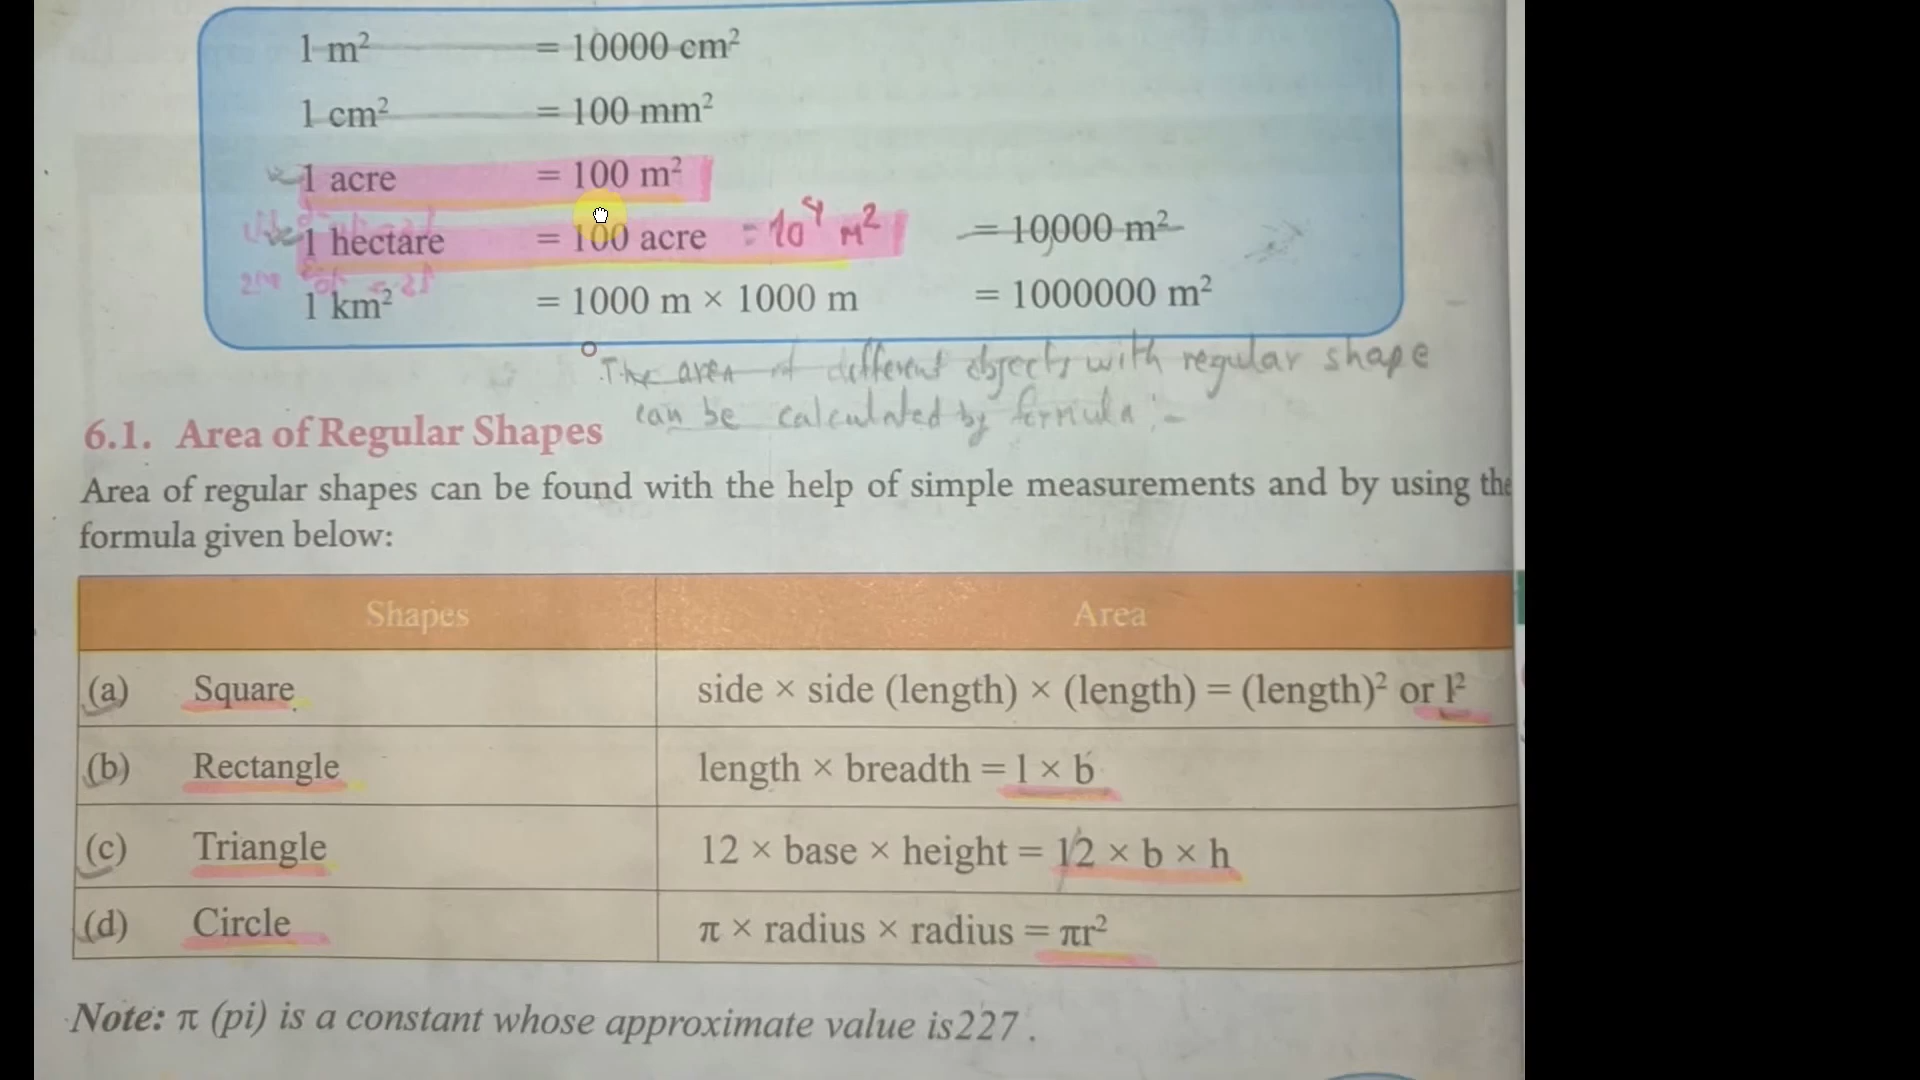 1 m² = 10000 cm²
1 cm² = 100 mm²
1 acre = 100 m²
1 hectare = 100 acre = 10⁴ m² = 10000 m²
1 km² = 1000 m × 1000 m = 1000000 m²
The area of different objects with regular shape
can be calculated by formula :-
6.1. Area of Regular Shapes
Area of regular shapes can be found with the help of simple measurements and by using the
formula given below:
Shapes Area
(a) Square side × side (length) × (length) = (length)² or l²
(b) Rectangle length × breadth = l × b
(c) Triangle 12 × base × height = 12 × b × h
(d) Circle π × radius × radius = πr²
Note: π (pi) is a constant whose approximate value is227 .